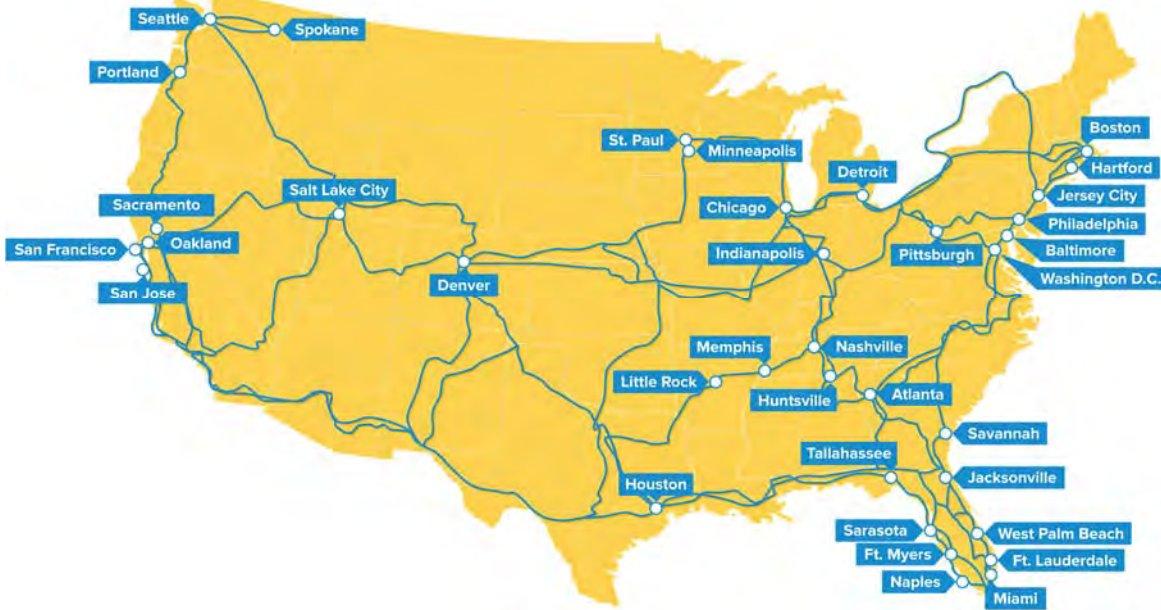 Seattle
Spokane
Portland
St. Paul
Minneapolis
Boston
Detroit
Hartford
Salt Lake City
Jersey City
Sacramento
Chicago
Philadelphia
San Francisco
Oakland
Indianapolis
Pittsburgh
Baltimore
Washington D.C.
Denver
San Jose
Memphis
Nashville
Little Rock
Huntsville
Atlanta
Savannah
Tallahassee
Houston
Jacksonville
Sarasota
West Palm Beach
Ft. Myers
Ft. Lauderdale
Naples
Miami